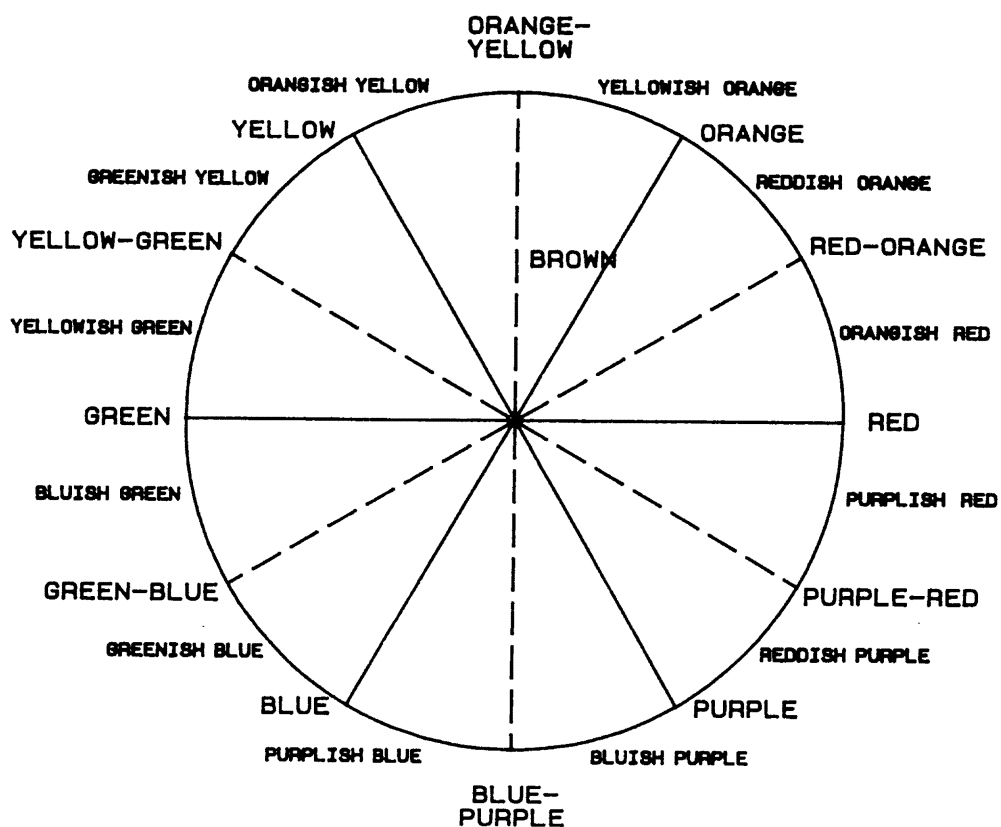 ORANGE-
YELLOW
ORANGISH YELLOW
YELLOWISH ORANGE
YELLOW
ORANGE
GREENISH YELLOW
REDDISH ORANGE
YELLOW-GREEN
RED-ORANGE
BROWN
YELLOWISH GREEN
ORANGISH RED
GREEN
RED
BLUISH GREEN
PURPLISH RED
GREEN-BLUE
PURPLE-RED
GREENISH BLUE
REDDISH PURPLE
BLUE
PURPLE
PURPLISH BLUE
BLUISH PURPLE
BLUE-
PURPLE